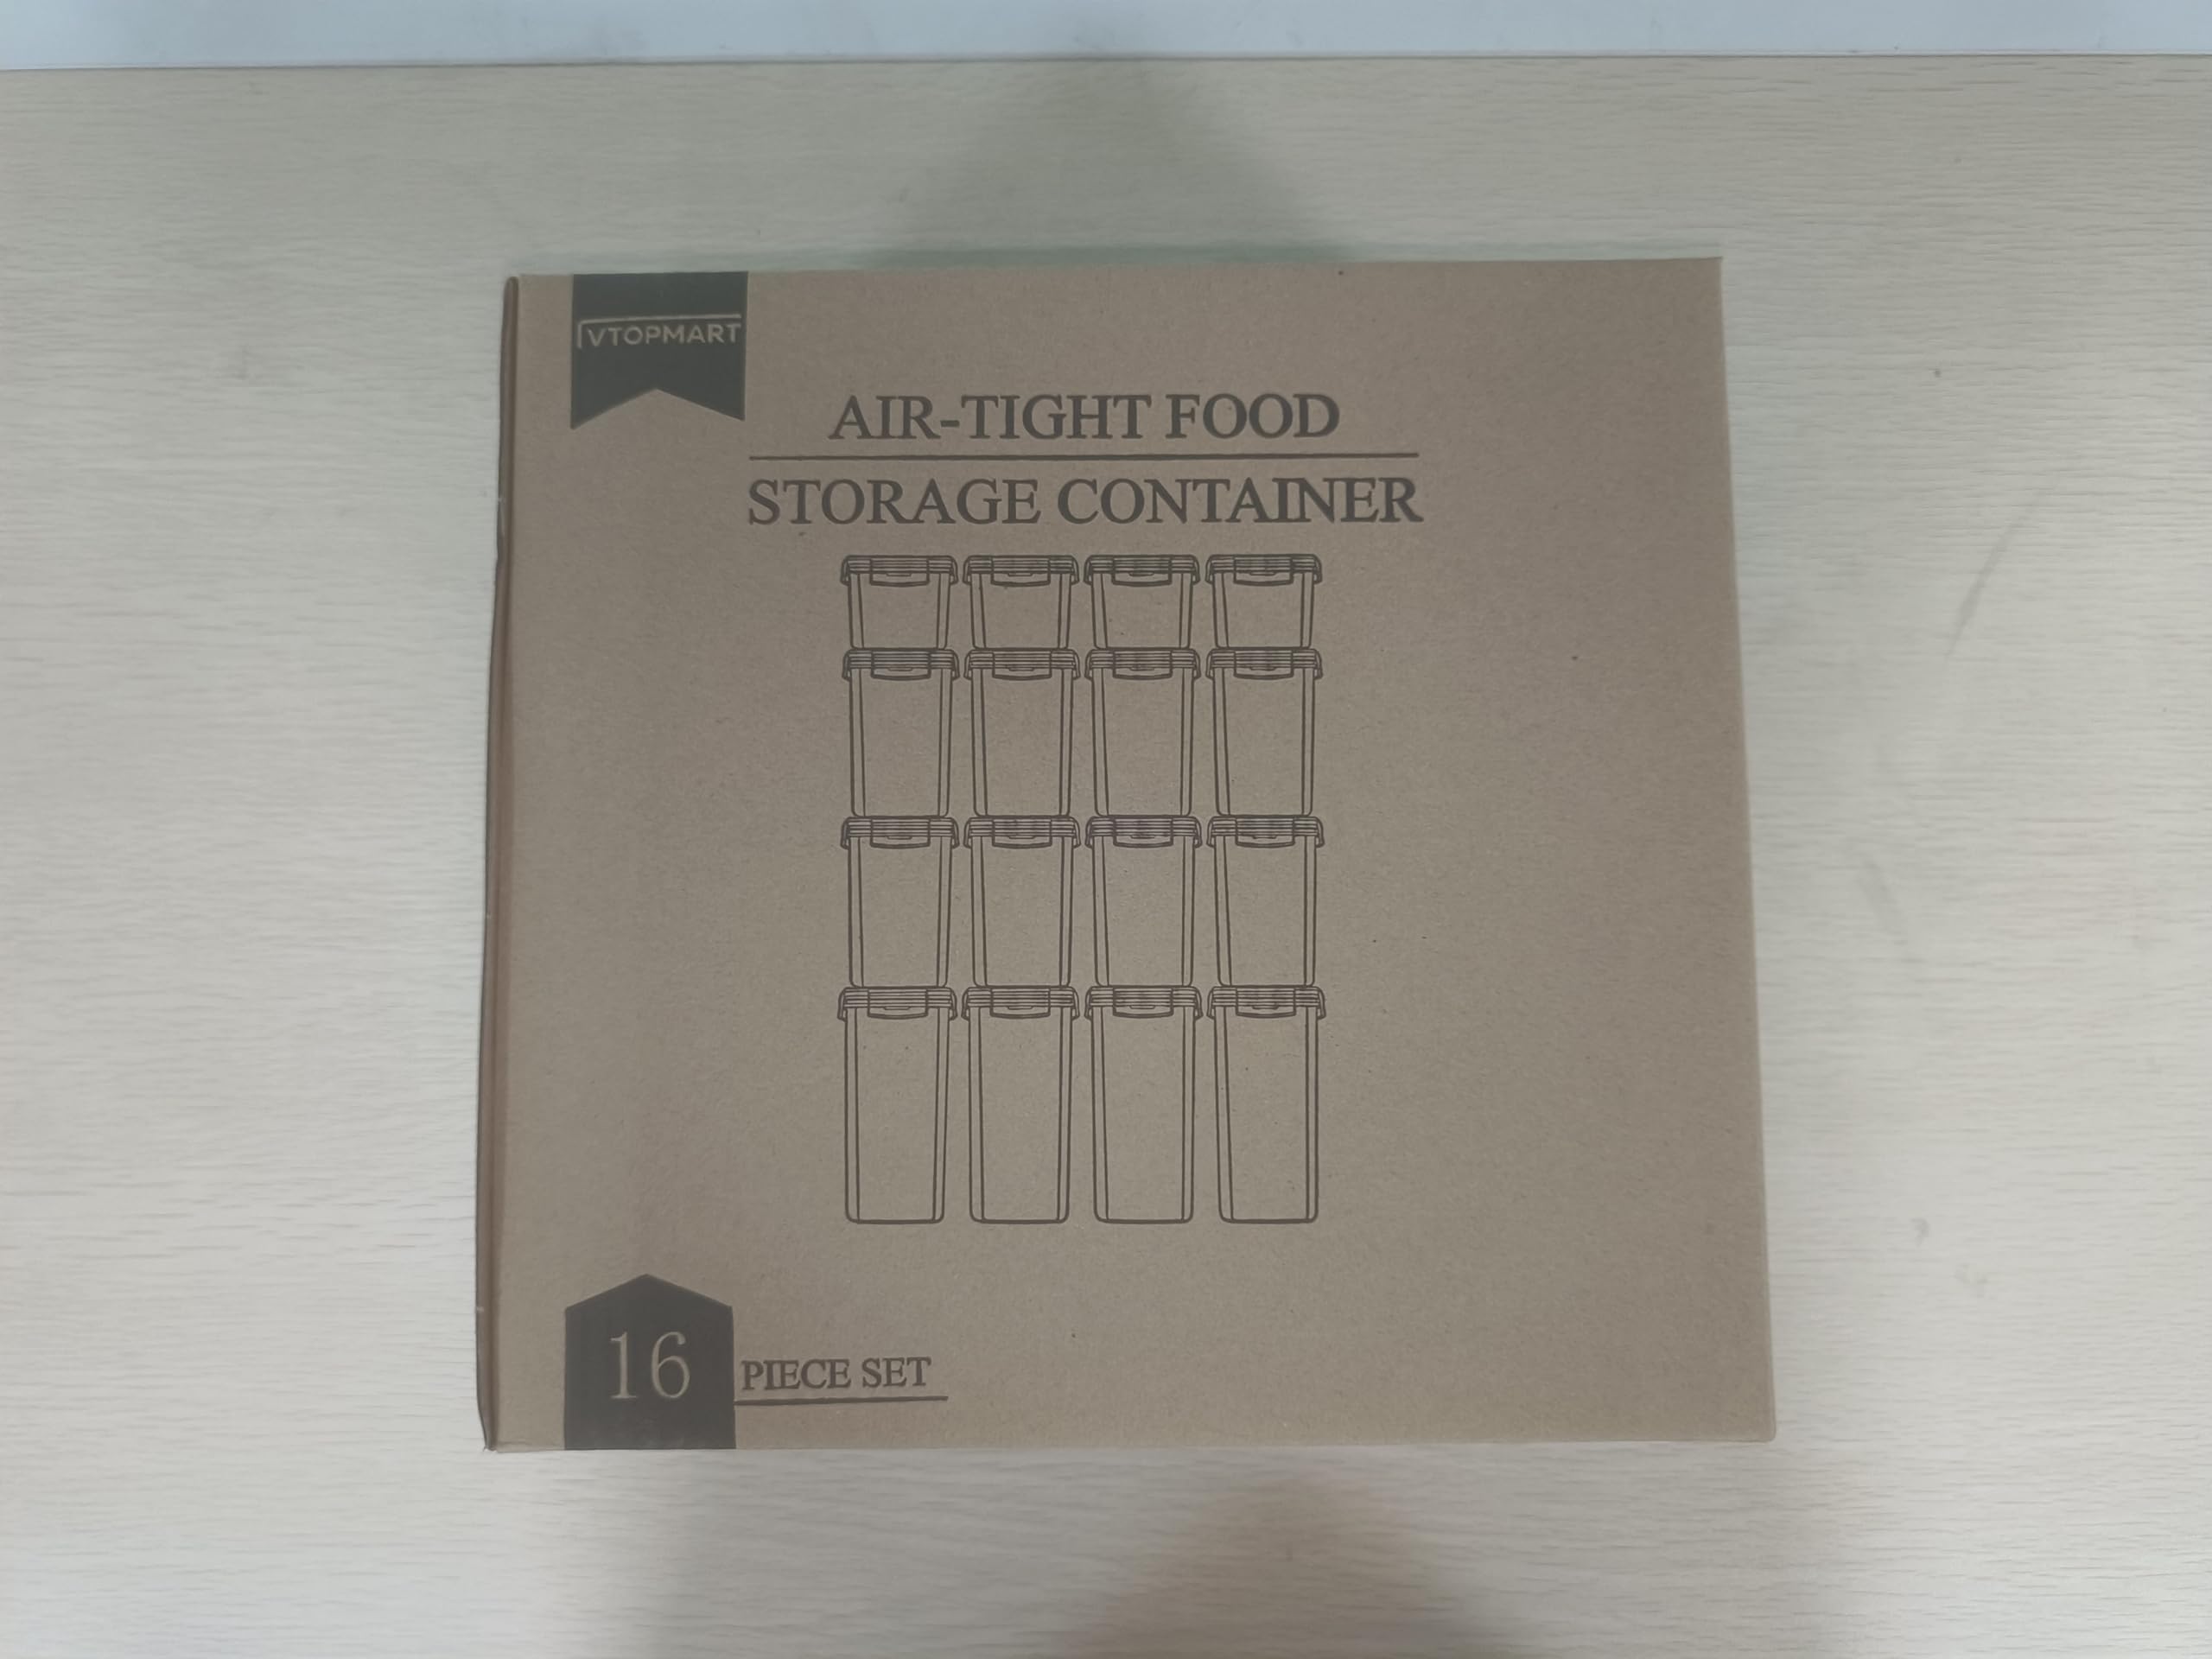 VTOPMART
AIR-TIGHT FOOD
STORAGE CONTAINER
16
PIECE SET